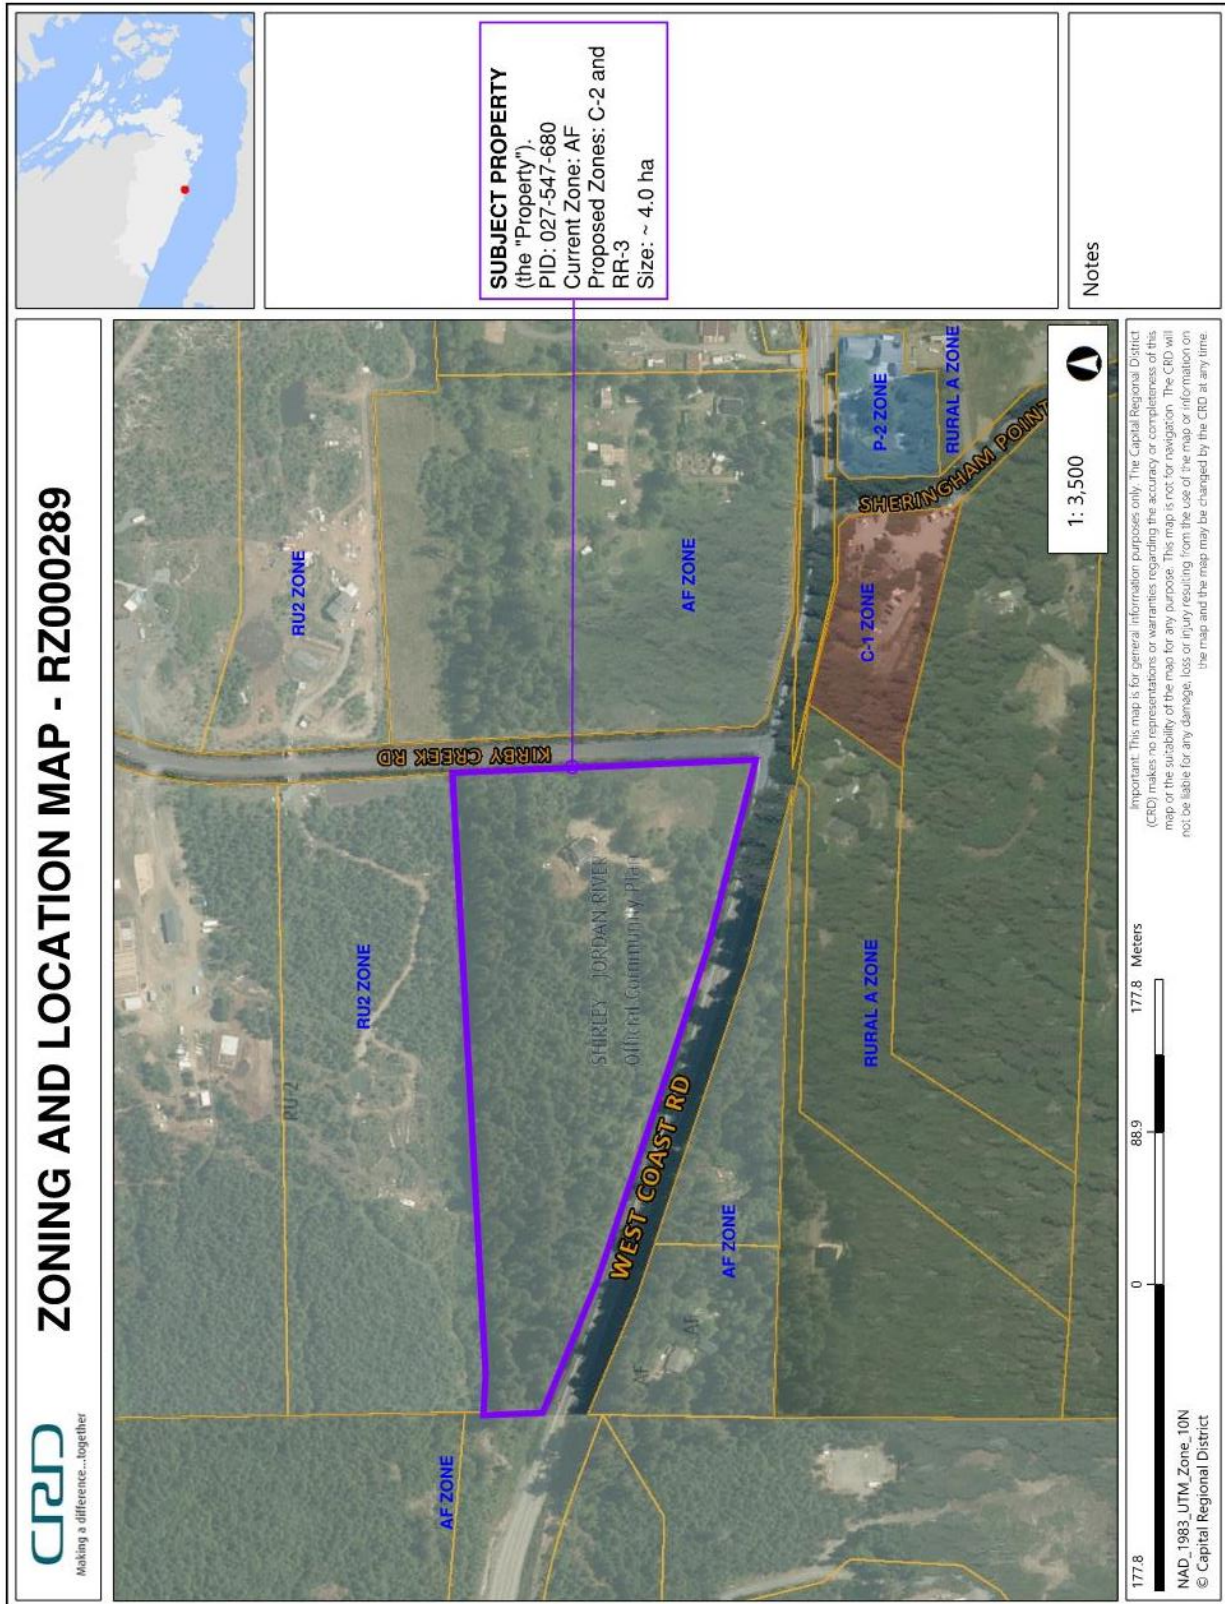 CRD
Making a difference...together
ZONING AND LOCATION MAP - RZ000289
SUBJECT PROPERTY
(the "Property").
PID: 027-547-680
Current Zone: AF
Proposed Zones: C-2 and
RR-3
Size: ~ 4.0 ha
RU2
RU2 ZONE
RU2 ZONE
KIRBY CREEK RD
AF ZONE
SHIRLEY - JORDAN RIVER
Official Community Plan
AF ZONE
WEST COAST RD
AF
AF
AF ZONE
RURAL A ZONE
C-1 ZONE
P-2 ZONE
RURAL A ZONE
SHERINGHAM POINT
1: 3,500
Notes
177.8
0
88.9
177.8 Meters
NAD_1983_UTM_Zone_10N
© Capital Regional District
Important: This map is for general information purposes only. The Capital Regional District
(CRD) makes no representations or warranties regarding the accuracy or completeness of this
map or the suitability of the map for any purpose. This map is not for navigation. The CRD will
not be liable for any damage, loss or injury resulting from the use of the map or information on
the map and the map may be changed by the CRD at any time.